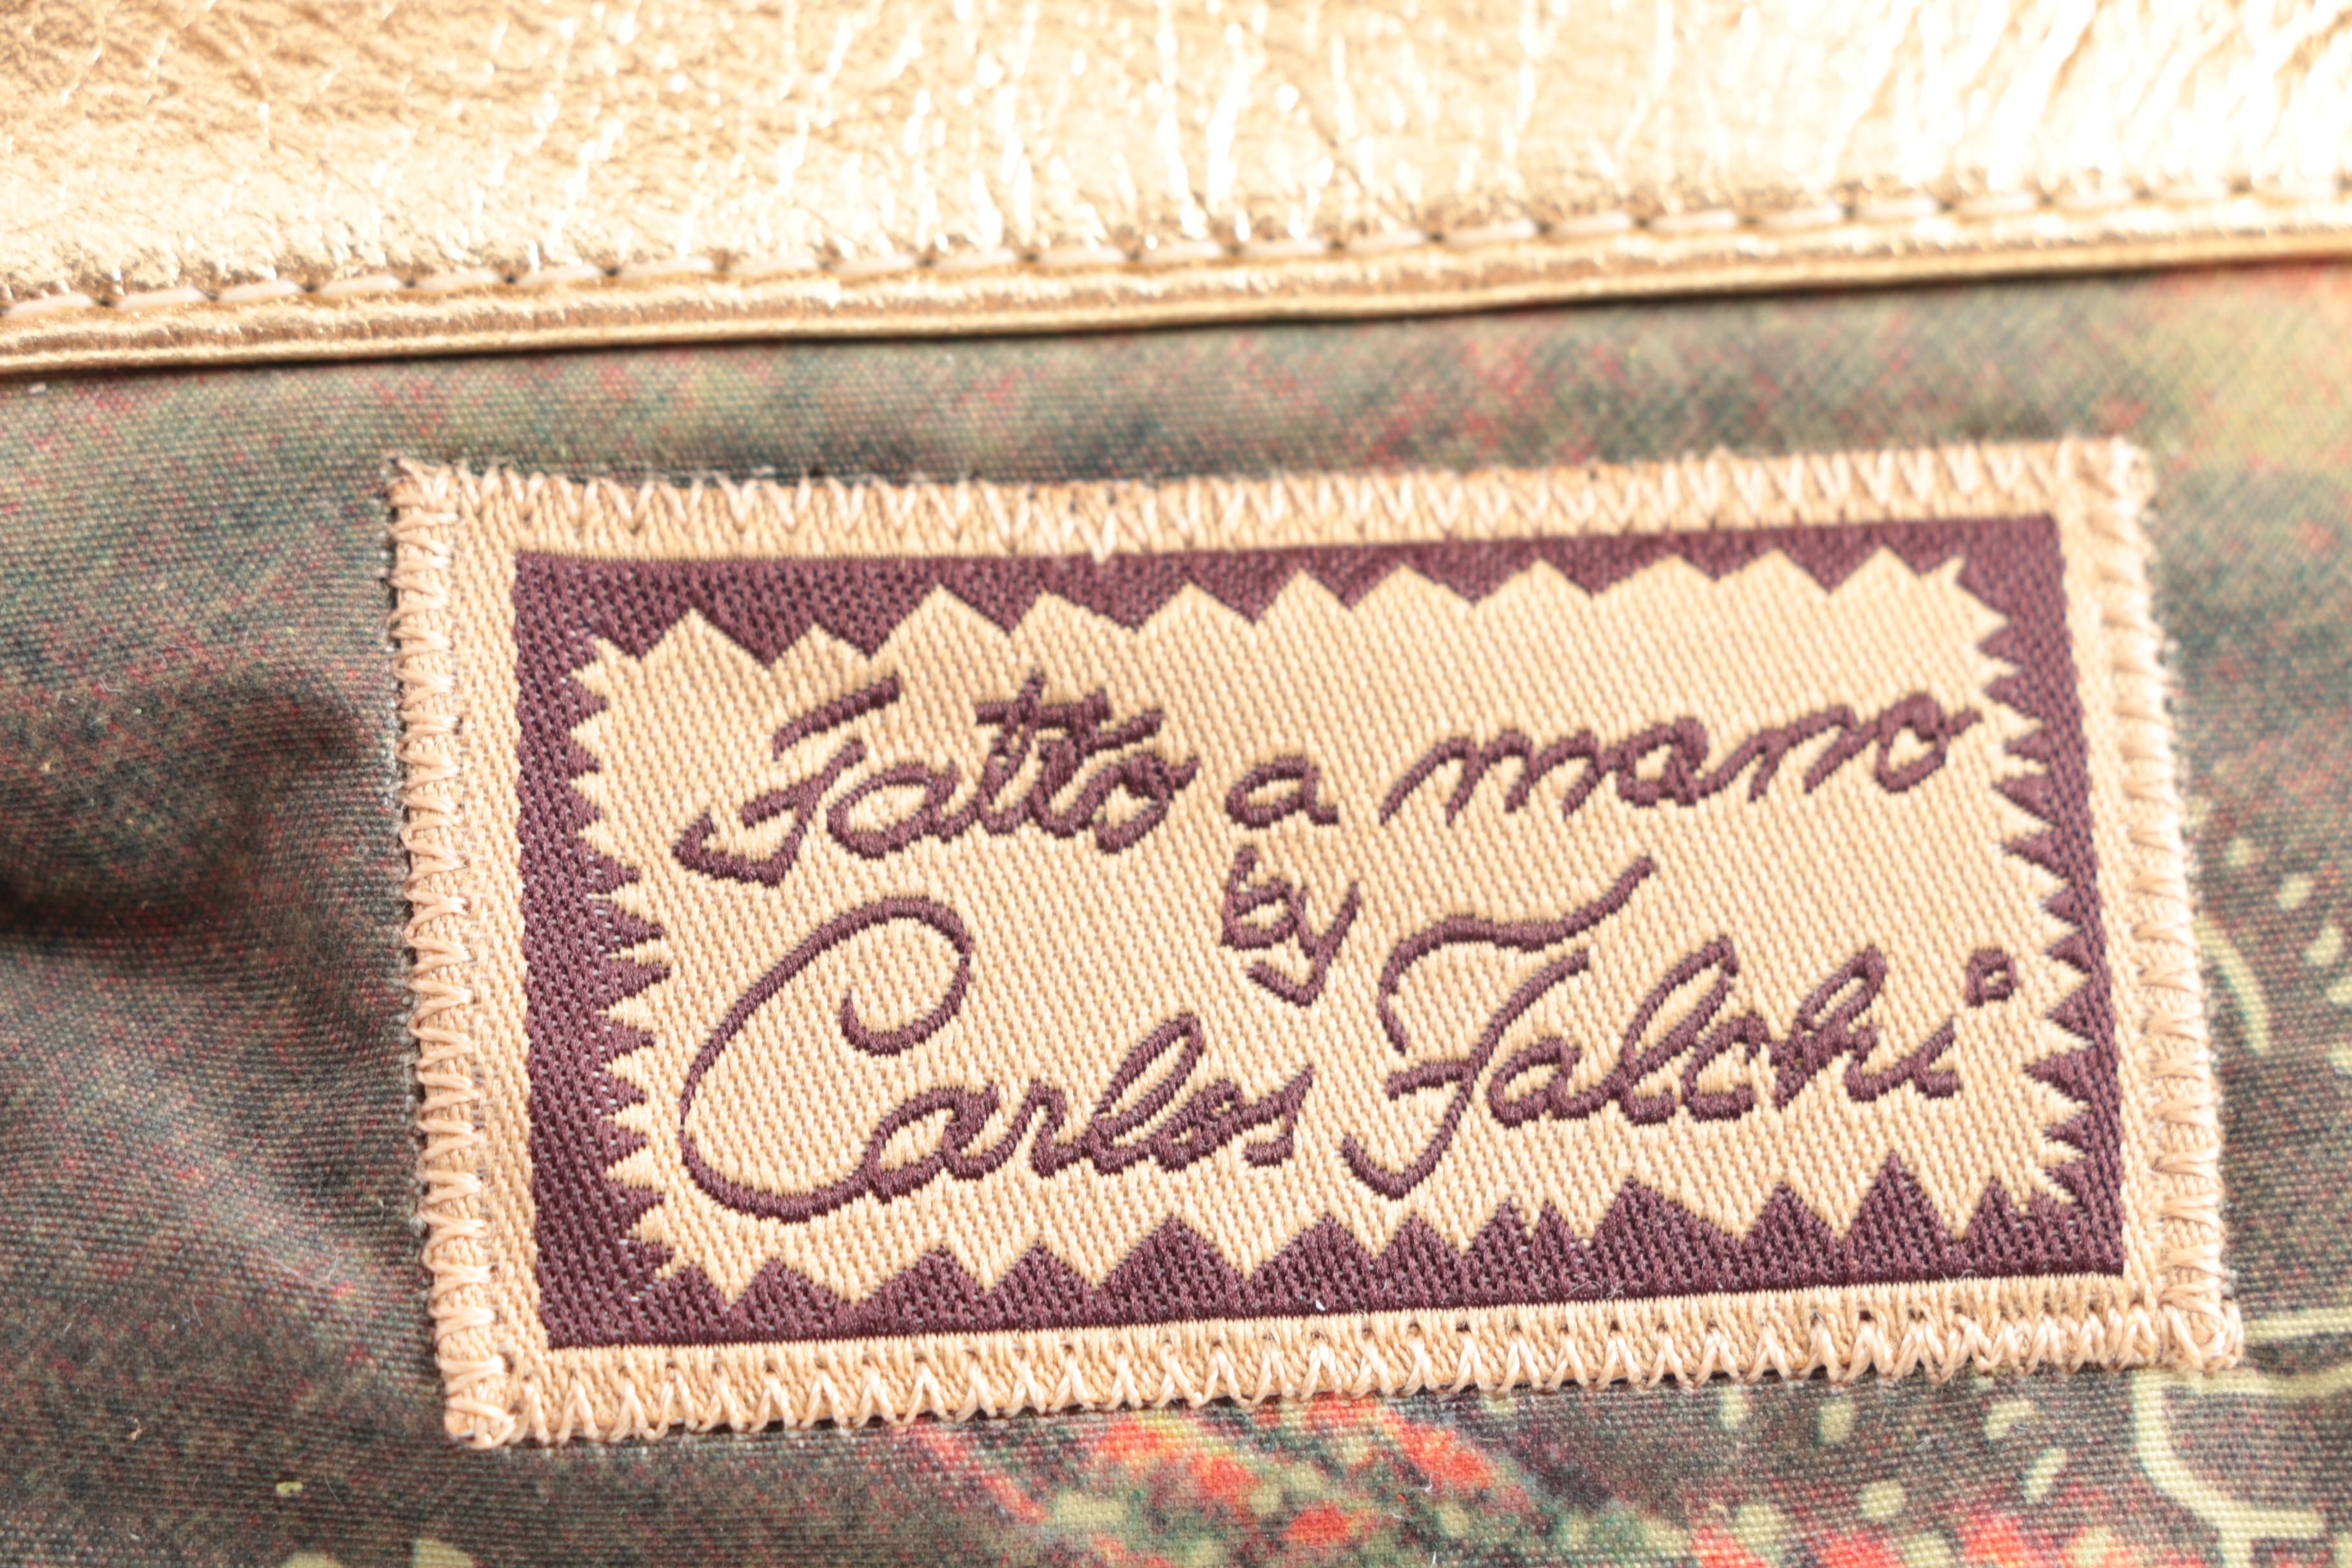 Fatto a mano
by
Carlos Falchi